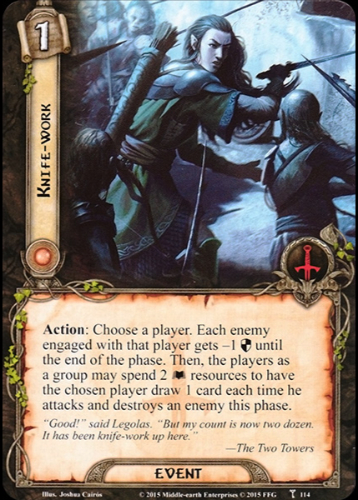 1
KNIFE-WORK
Action: Choose a player. Each enemy
engaged with that player gets –1 until
the end of the phase. Then, the players as
a group may spend 2 resources to have
the chosen player draw 1 card each time he
attacks and destroys an enemy this phase.
"Good!" said Legolas. "But my count is now two dozen.
It has been knife-work up here."
—The Two Towers
EVENT
Illus. Joshua Cairós © 2015 Middle-earth Enterprises © 2015 FFG 114